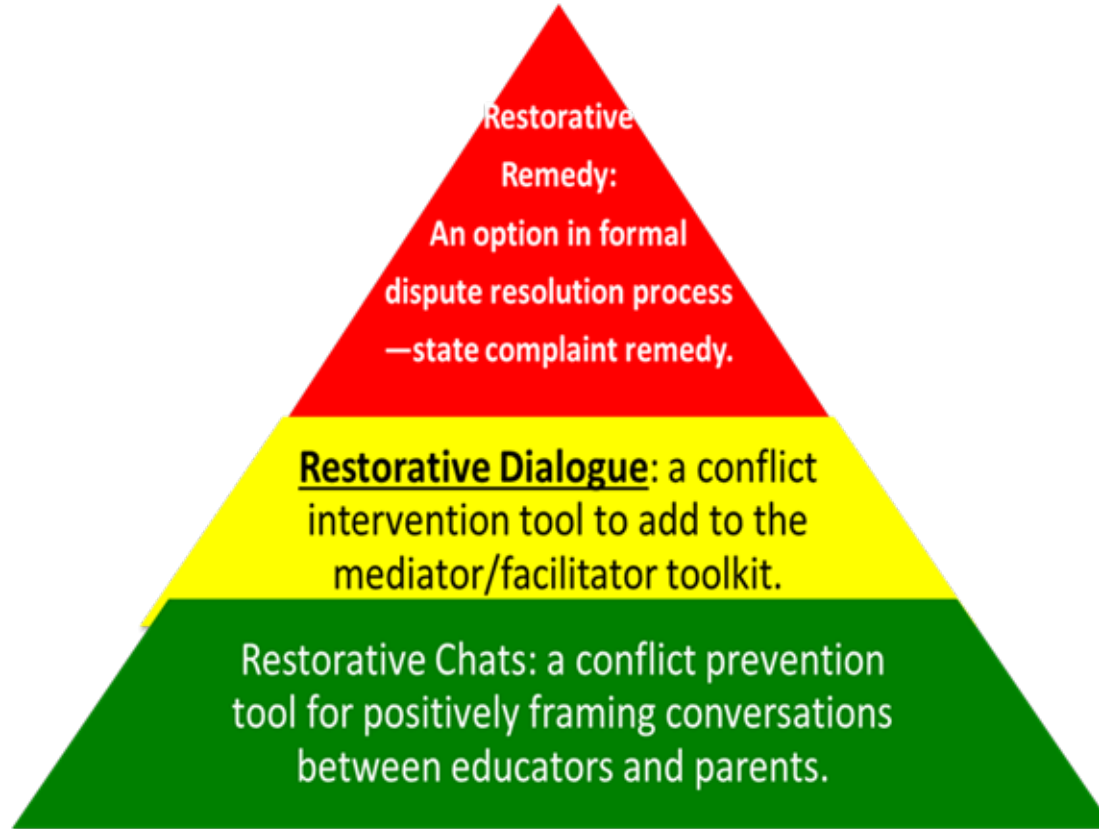 Restorative
Remedy:
An option in formal
dispute resolution process
—state complaint remedy.
Restorative Dialogue: a conflict
intervention tool to add to the
mediator/facilitator toolkit.
Restorative Chats: a conflict prevention
tool for positively framing conversations
between educators and parents.